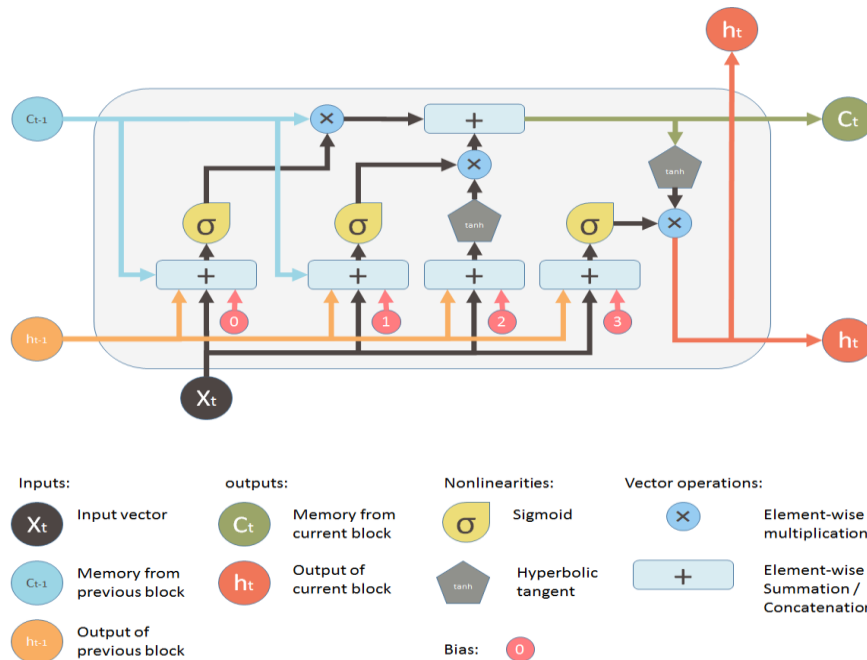 ht
Ct-1
×
+
Ct
tanh
σ
σ
tanh
σ
×
×
+
+
+
+
0
1
2
3
ht-1
ht
Xt
Inputs:
outputs:
Nonlinearities:
Vector operations:
Xt
Input vector
Ct
Memory from
current block
σ
Sigmoid
×
Element-wise
multiplication
Ct-1
Memory from
previous block
ht
Output of
current block
tanh
Hyperbolic
tangent
+
Element-wise
Summation /
Concatenation
ht-1
Output of
previous block
Bias:
0